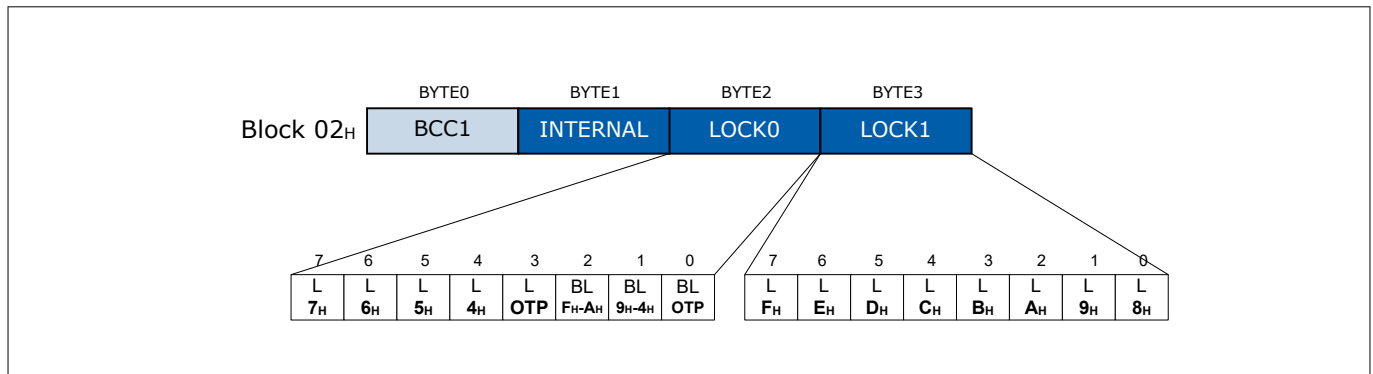 BYTE0 BYTE1 BYTE2 BYTE3
Block 02H BCC1 INTERNAL LOCK0 LOCK1
7 6 5 4 3 2 1 0 7 6 5 4 3 2 1 0
L L L L L BL BL BL L L L L L L L L
7H 6H 5H 4H OTP FH-AH 9H-4H OTP FH EH DH CH BH AH 9H 8H